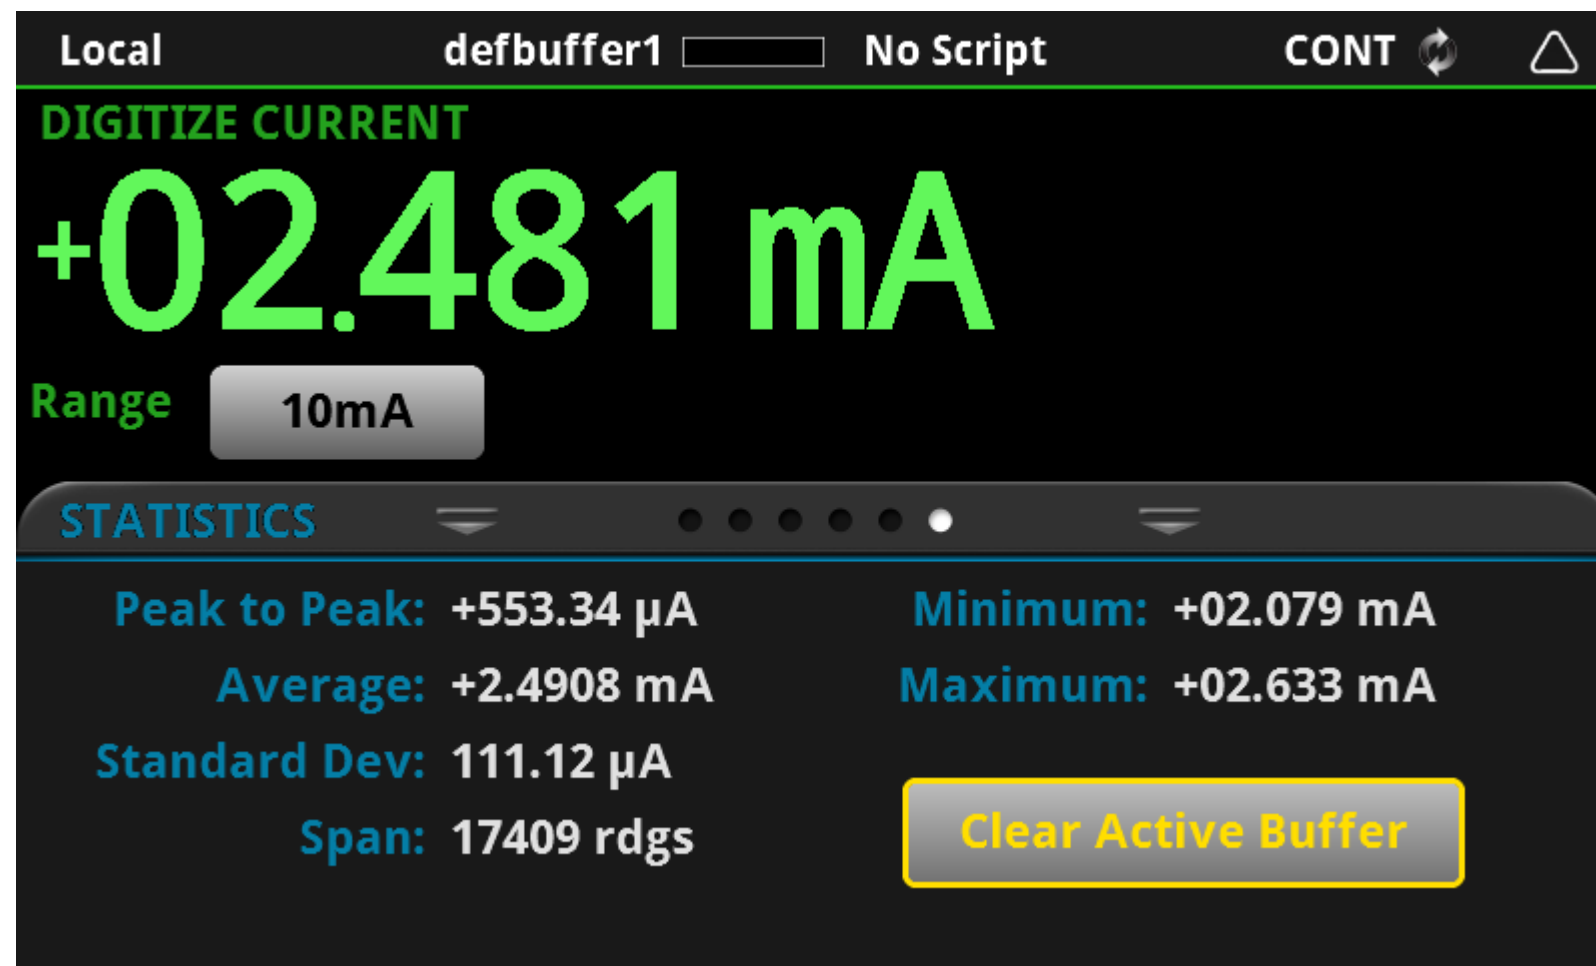 Local defbuffer1 No Script CONT
DIGITIZE CURRENT
+02.481 mA
Range 10mA
STATISTICS
Peak to Peak: +553.34 µA Minimum: +02.079 mA
Average: +2.4908 mA Maximum: +02.633 mA
Standard Dev: 111.12 µA
Span: 17409 rdgs
Clear Active Buffer